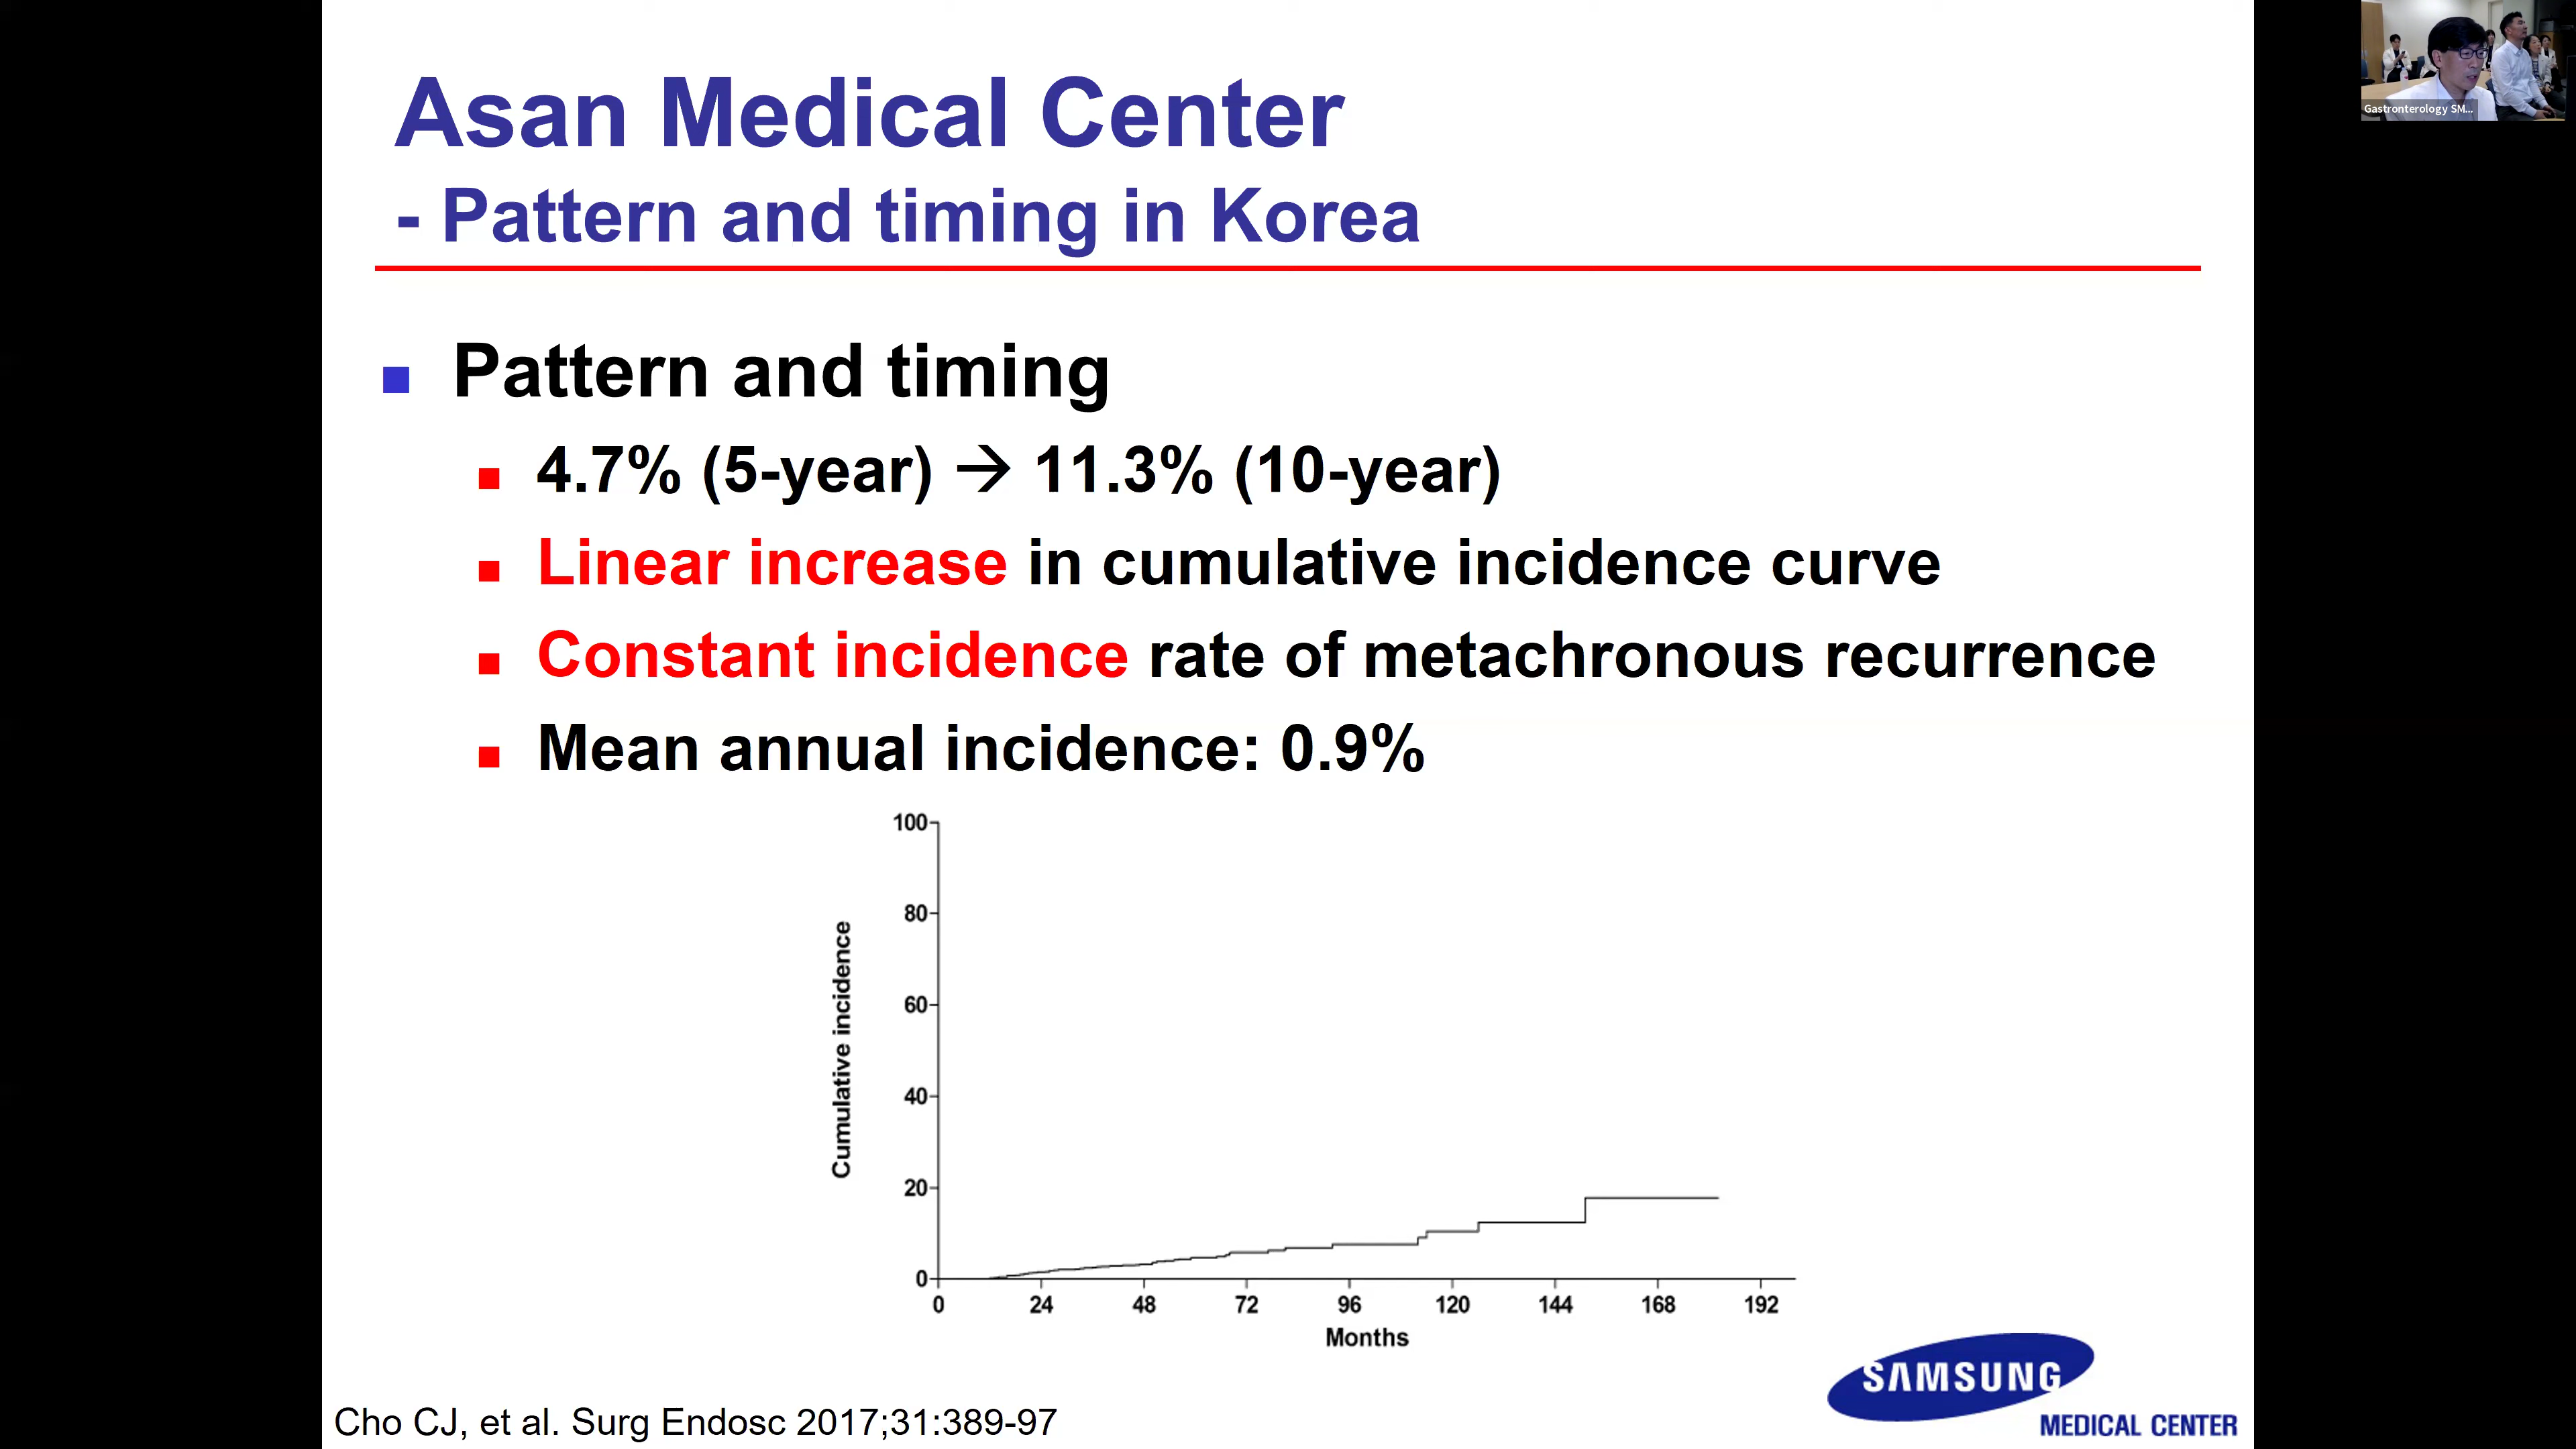 Asan Medical Center
- Pattern and timing in Korea
Gastronterology SM...
Pattern and timing
4.7% (5-year) → 11.3% (10-year)
Linear increase in cumulative incidence curve
Constant incidence rate of metachronous recurrence
Mean annual incidence: 0.9%
100
80
60
40
20
0
Cumulative incidence
0 24 48 72 96 120 144 168 192
Months
SAMSUNG
MEDICAL CENTER
Cho CJ, et al. Surg Endosc 2017;31:389-97